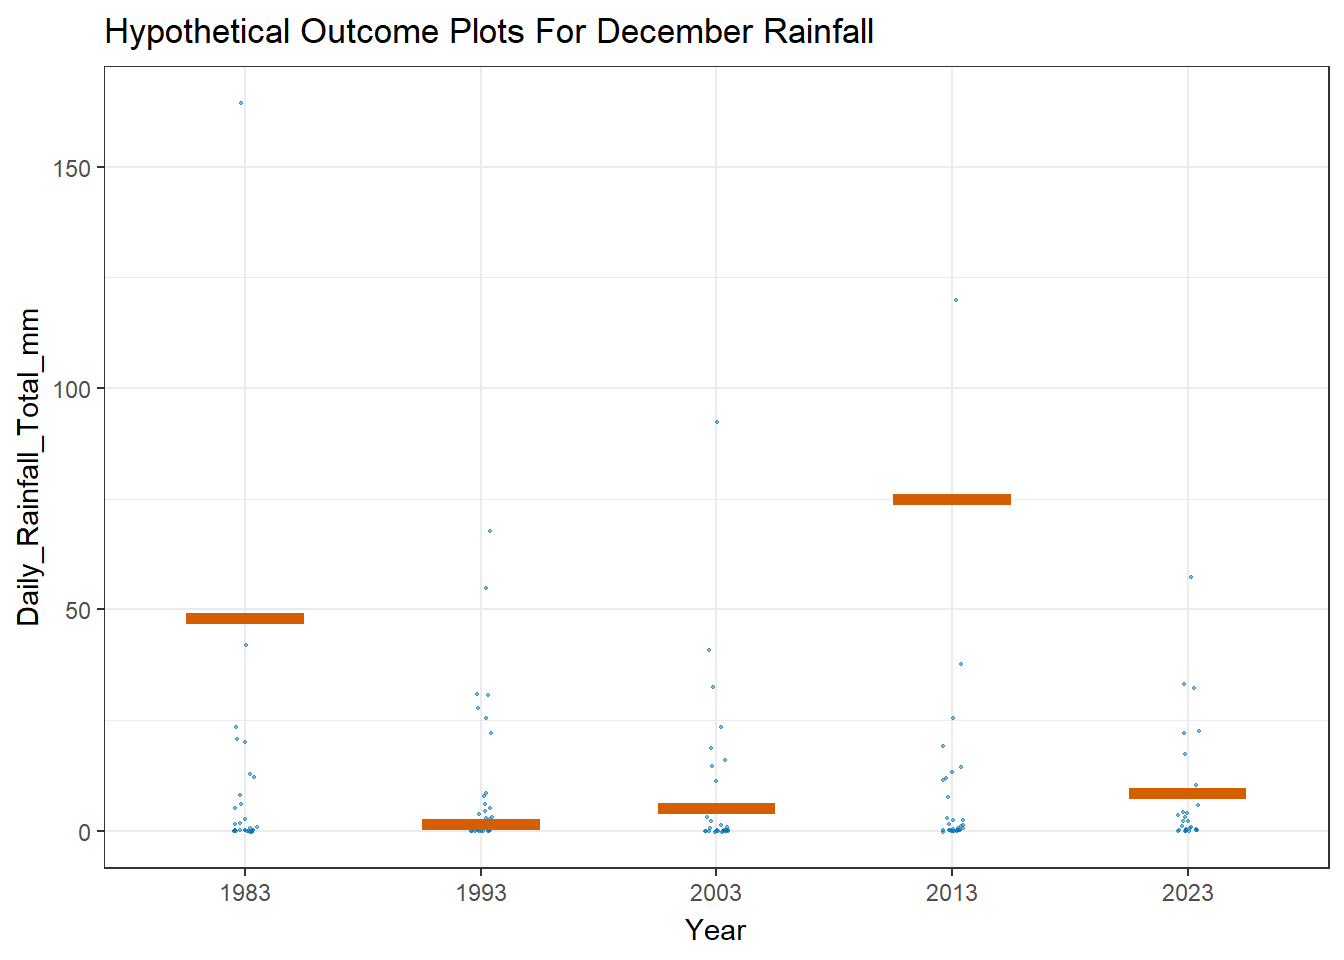 Hypothetical Outcome Plots For December Rainfall
150
100
50
0
Daily_Rainfall_Total_mm
1983 1993 2003 2013 2023
Year